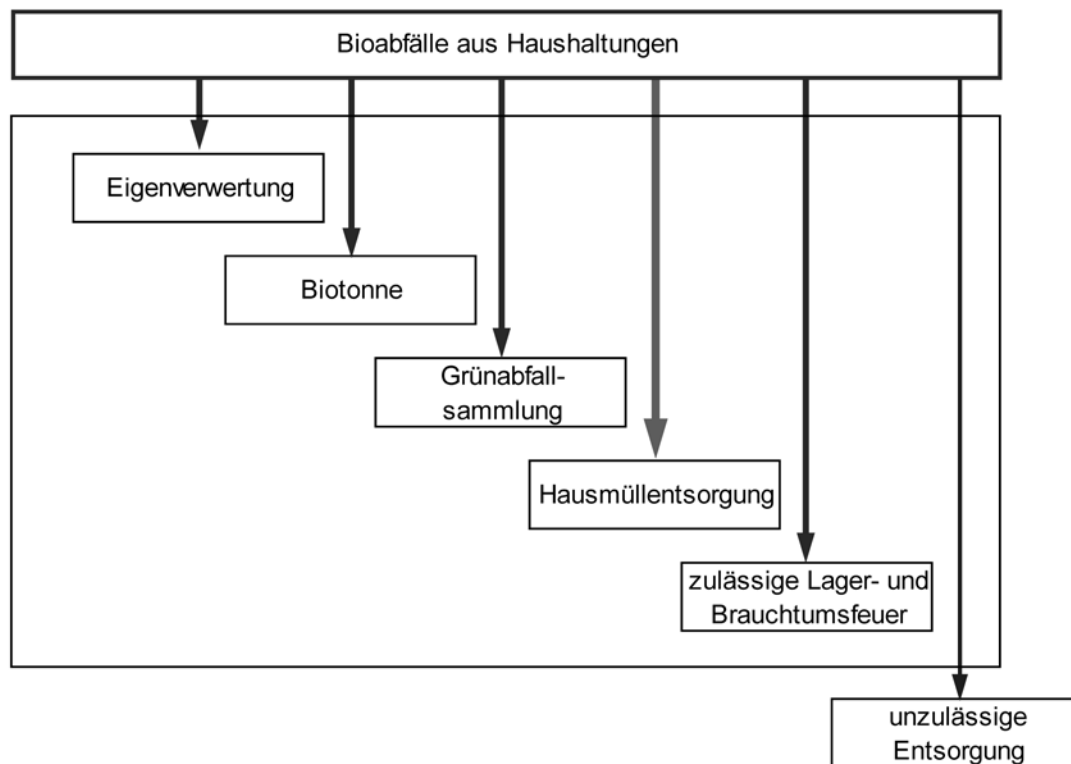 Bioabfälle aus Haushaltungen
Eigenverwertung
Biotonne
Grünabfall-
sammlung
Hausmüllentsorgung
zulässige Lager- und
Brauchtumsfeuer
unzulässige
Entsorgung